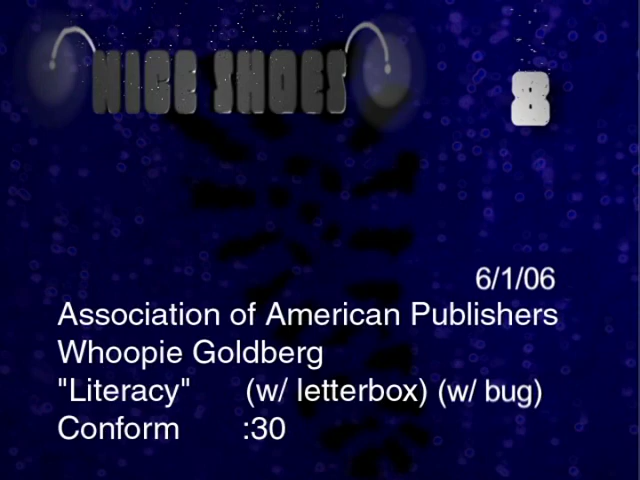 NICE SHOES
8
6/1/06
Association of American Publishers
Whoopie Goldberg
"Literacy" (w/ letterbox) (w/ bug)
Conform :30